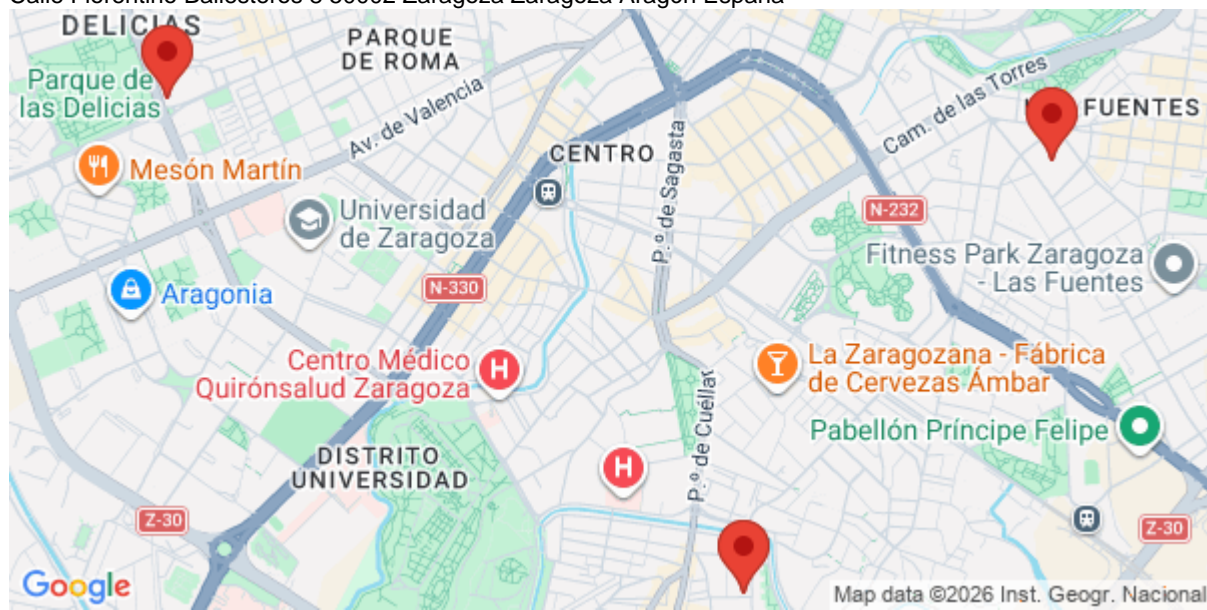 DELICIAS
PARQUE
DE ROMA
Parque de
las Delicias
Av. de Valencia
Cam. de las Torres
FUENTES
Mesón Martín
CENTRO
P.º de Sagasta
Universidad
de Zaragoza
N-232
Fitness Park Zaragoza
- Las Fuentes
Aragonia
N-330
Centro Médico
Quirónsalud Zaragoza
H
La Zaragozana - Fábrica
de Cervezas Ámbar
P.º de Cuéllar
Pabellón Príncipe Felipe
DISTRITO
UNIVERSIDAD
H
Z-30
Z-30
Google
Map data ©2026 Inst. Geogr. Nacional